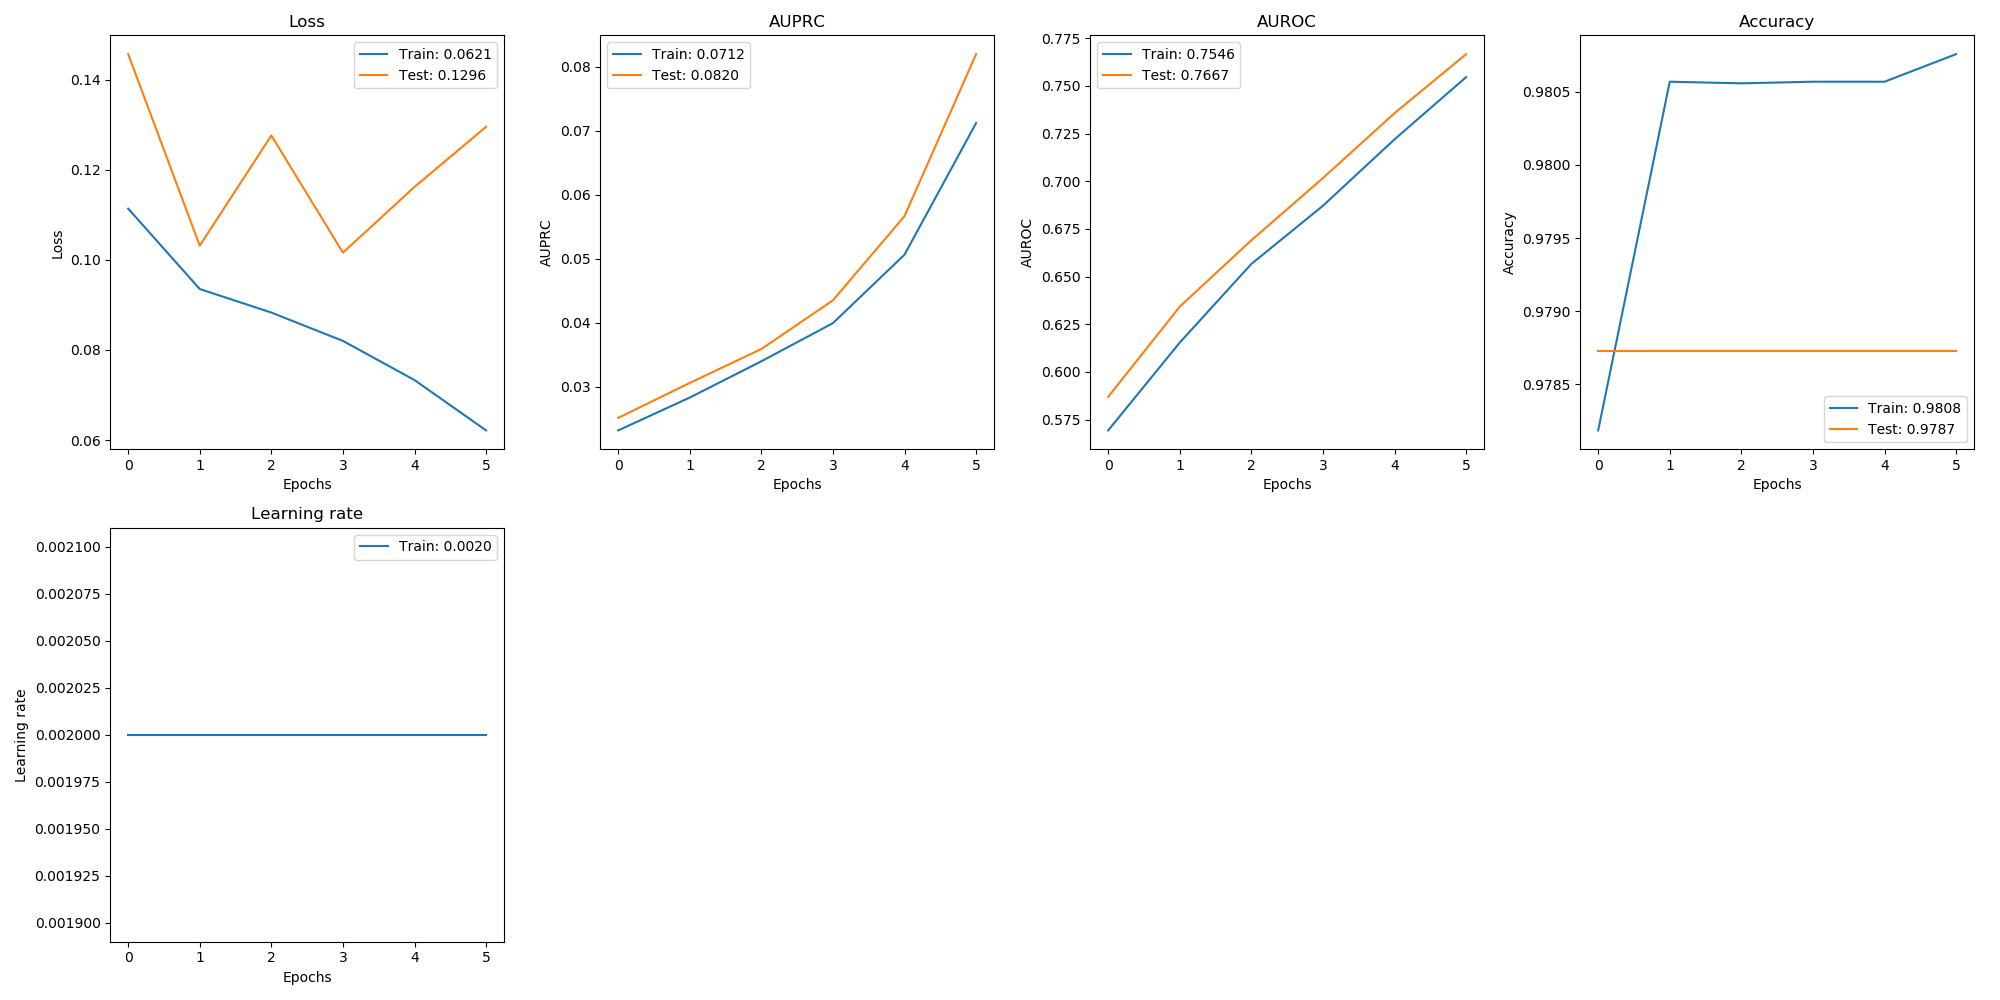 Loss
Train: 0.0621
Test: 0.1296
0.14
0.12
0.10
0.08
0.06
Loss
0 1 2 3 4 5
Epochs
AUPRC
Train: 0.0712
Test: 0.0820
0.08
0.07
0.06
0.05
0.04
0.03
AUPRC
0 1 2 3 4 5
Epochs
AUROC
Train: 0.7546
Test: 0.7667
0.775
0.750
0.725
0.700
0.675
0.650
0.625
0.600
0.575
AUROC
0 1 2 3 4 5
Epochs
Accuracy
0.9805
0.9800
0.9795
0.9790
0.9785
Accuracy
Train: 0.9808
Test: 0.9787
0 1 2 3 4 5
Epochs
Learning rate
Train: 0.0020
0.002100
0.002075
0.002050
0.002025
0.002000
0.001975
0.001950
0.001925
0.001900
Learning rate
0 1 2 3 4 5
Epochs